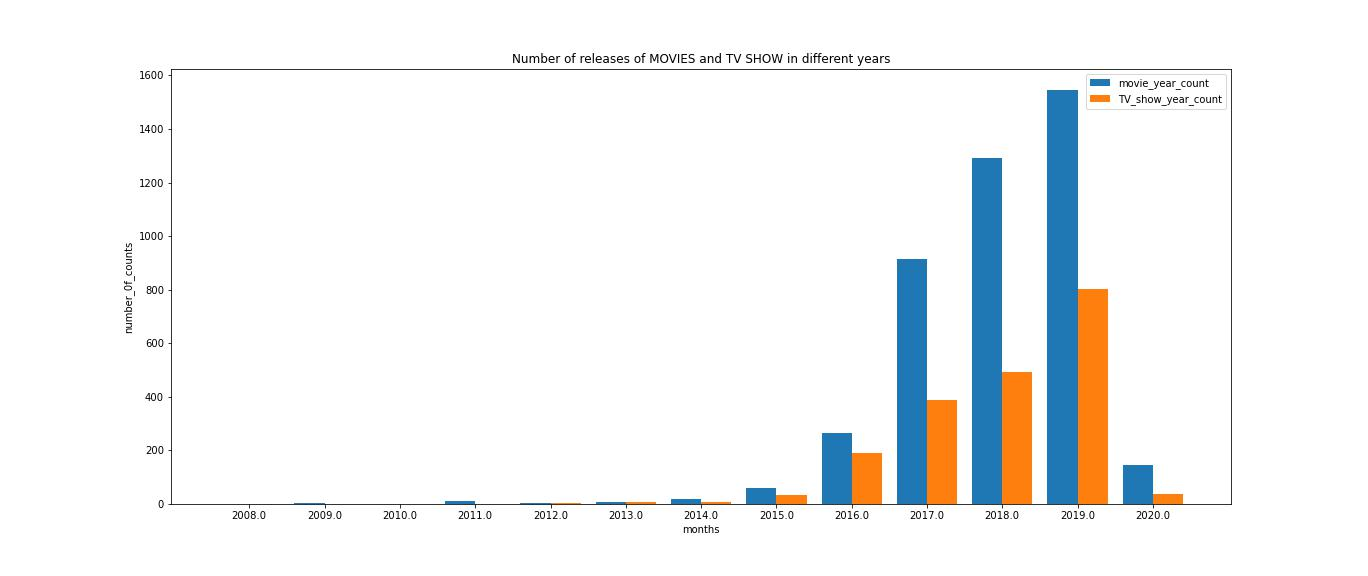 Number of releases of MOVIES and TV SHOW in different years
movie_year_count
TV_show_year_count
number_0f_counts
1600
1400
1200
1000
800
600
400
200
0
2008.0 2009.0 2010.0 2011.0 2012.0 2013.0 2014.0 2015.0 2016.0 2017.0 2018.0 2019.0 2020.0
months